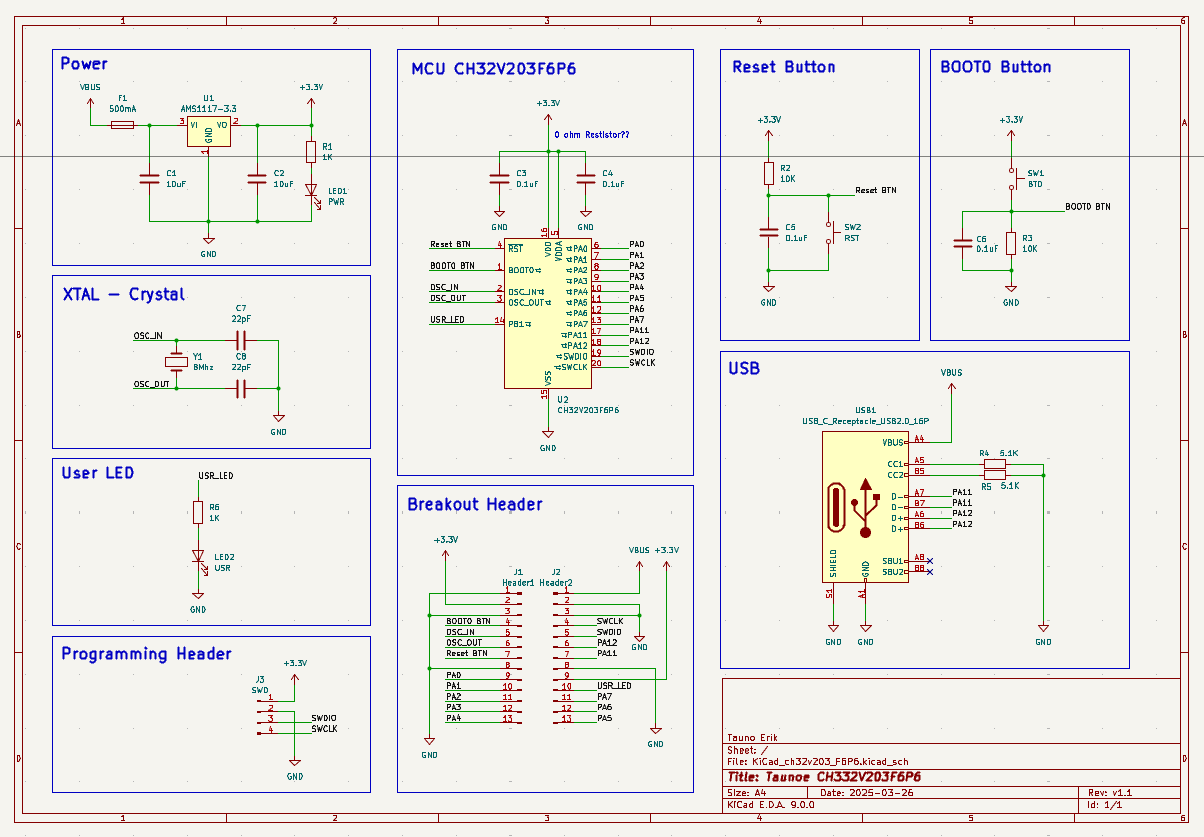 1 2 3 4 5 6
A
B
C
D
Power
VBUS
F1
500mA
U1
AMS1117-3.3
3 VI VO 2
GND
1
+3.3V
R1
1K
C1
10uF
C2
10uF
LED1
PWR
GND
XTAL - Crystal
C7
22pF
OSC_IN
Y1
8Mhz
C8
22pF
OSC_OUT
GND
User LED
USR_LED
R6
1K
LED2
USR
GND
Programming Header
+3.3V
J3
SWD
1
2
3 SWDIO
4 SWCLK
GND
MCU CH32V203F6P6
+3.3V
0 ohm Restistor??
C3
0.1uF
C4
0.1uF
GND
GND
16 5
VDD VDDA
Reset BTN 4 RST
BOOT0 BTN 1 BOOT0
OSC_IN 2 OSC_IN
OSC_OUT 3 OSC_OUT
USR_LED 14 PB1
PA0 6 PA0
PA1 7 PA1
PA2 8 PA2
PA3 9 PA3
PA4 10 PA4
PA5 11 PA5
PA6 12 PA6
PA7 13 PA7
PA11 17 PA11
PA12 18 PA12
SWDIO 19 SWDIO
SWCLK 20 SWCLK
VSS
15
U2
CH32V203F6P6
GND
Breakout Header
+3.3V
VBUS +3.3V
J1 J2
Header1 Header2
1 1
2 2
3 3
BOOT0 BTN 4 4 SWCLK
OSC_IN 5 5 SWDIO
OSC_OUT 6 6 PA12
Reset BTN 7 7 PA11
8 8
PA0 9 9
PA1 10 10 USR_LED
PA2 11 11 PA7
PA3 12 12 PA6
PA4 13 13 PA5
GND
GND
GND
Reset Button
+3.3V
R2
10K
Reset BTN
C5
0.1uF
SW2
RST
GND
BOOT0 Button
+3.3V
SW1
BT0
BOOT0 BTN
C6
0.1uF
R3
10K
GND
USB
VBUS
USB1
USB_C_Receptacle_USB2.0_16P
VBUS A4
CC1 A5
CC2 B5
R4 5.1K
R5 5.1K
D- A7 PA11
D- B7 PA11
D+ A6 PA12
D+ B6 PA12
SBU1 A8
SBU2 B8
SHIELD GND
S1 A1
GND GND GND
Tauno Erik
Sheet: /
File: KiCad_ch32v203_F6P6.kicad_sch
Title: Taunoe CH332V203F6P6
Size: A4 Date: 2025-03-26 Rev: v1.1
KiCad E.D.A. 9.0.0 Id: 1/1
A
B
C
D
1 2 3 4 5 6